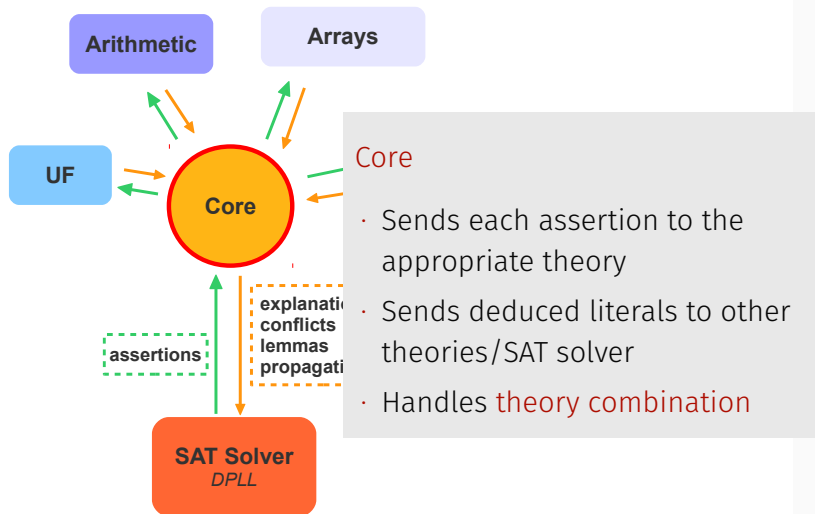 Arithmetic
Arrays
UF
Core
Core
· Sends each assertion to the
appropriate theory
· Sends deduced literals to other
theories/SAT solver
· Handles theory combination
assertions
conflicts
lemmas
SAT Solver
DPLL